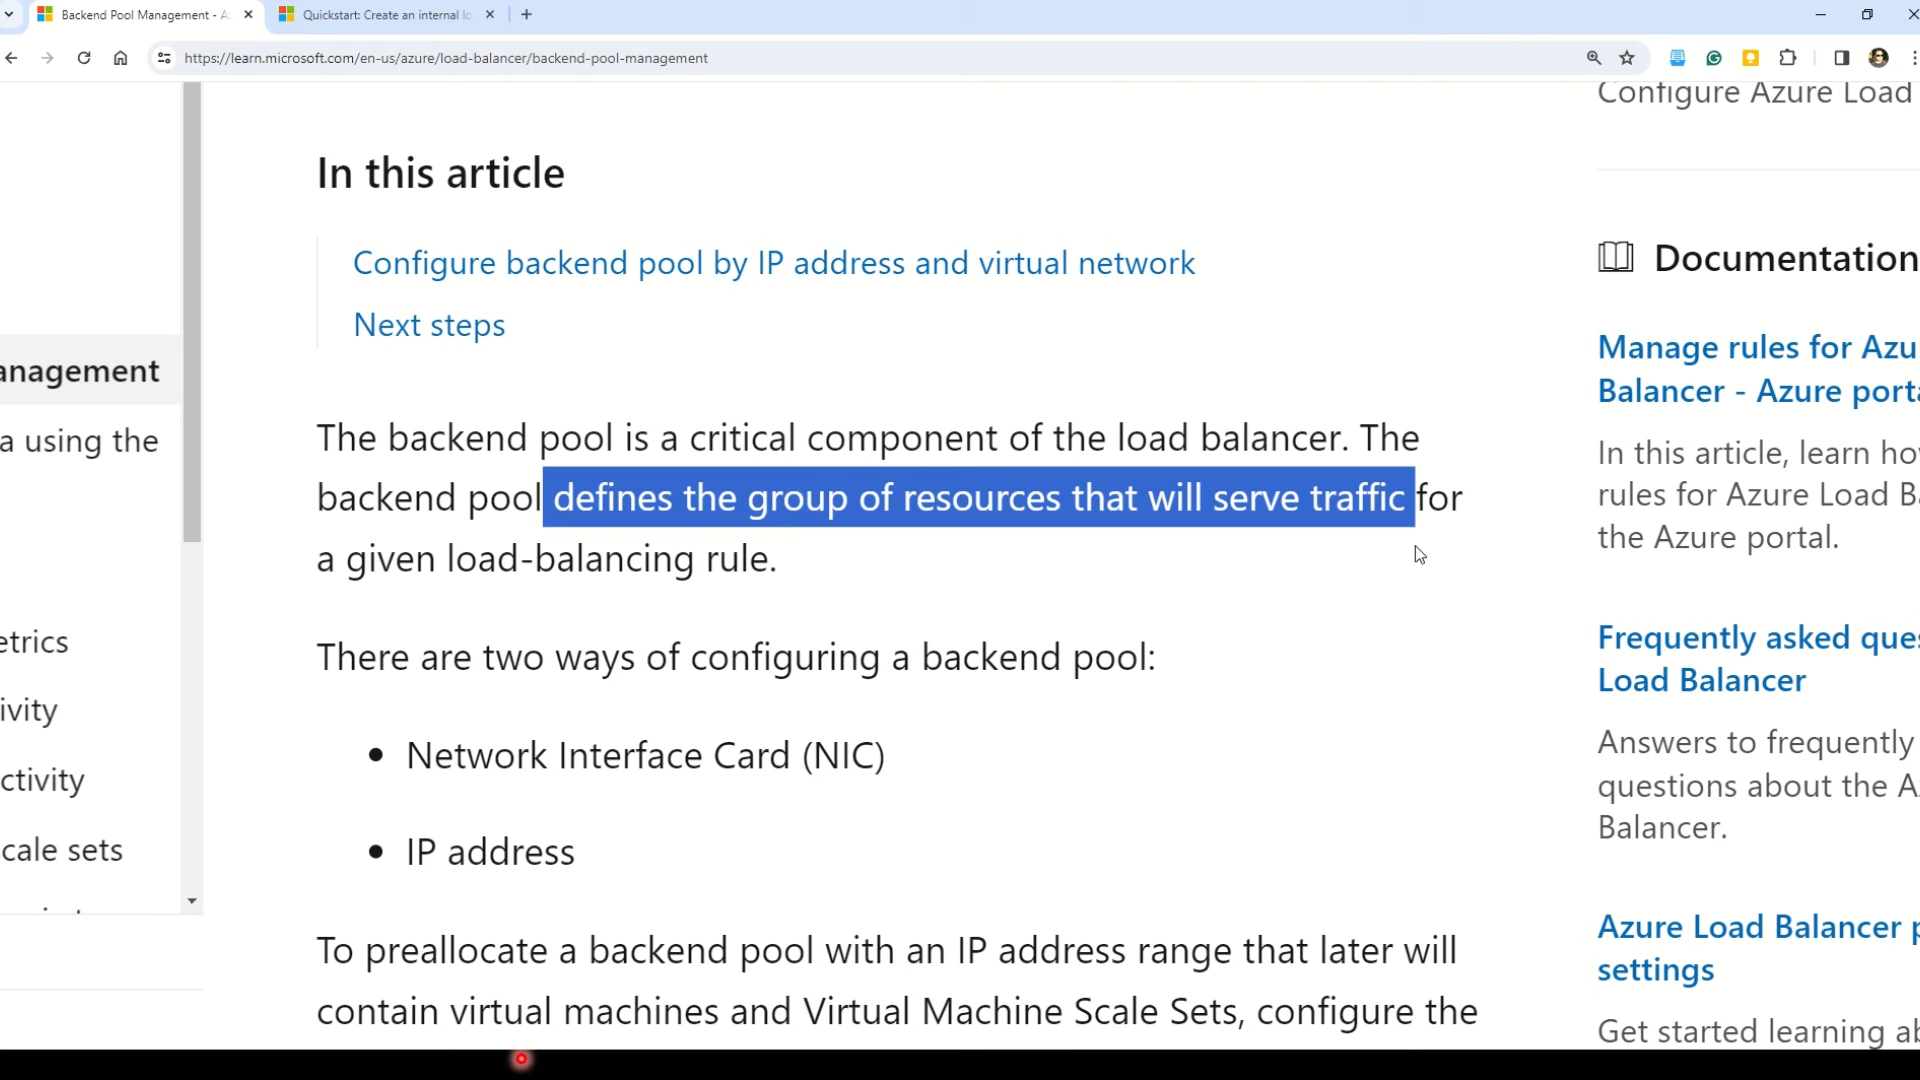 Backend Pool Management - A
Quickstart: Create an internal lo
https://learn.microsoft.com/en-us/azure/load-balancer/backend-pool-management
anagement
a using the
etrics
ivity
ctivity
cale sets
In this article
Configure backend pool by IP address and virtual network
Next steps
The backend pool is a critical component of the load balancer. The
backend pool defines the group of resources that will serve traffic for
a given load-balancing rule.
There are two ways of configuring a backend pool:
• Network Interface Card (NIC)
• IP address
To preallocate a backend pool with an IP address range that later will
contain virtual machines and Virtual Machine Scale Sets, configure the
Configure Azure Load
Documentation
Manage rules for Azu
Balancer - Azure porta
In this article, learn ho
rules for Azure Load B
the Azure portal.
Frequently asked ques
Load Balancer
Answers to frequently
questions about the A
Balancer.
Azure Load Balancer p
settings
Get started learning ab